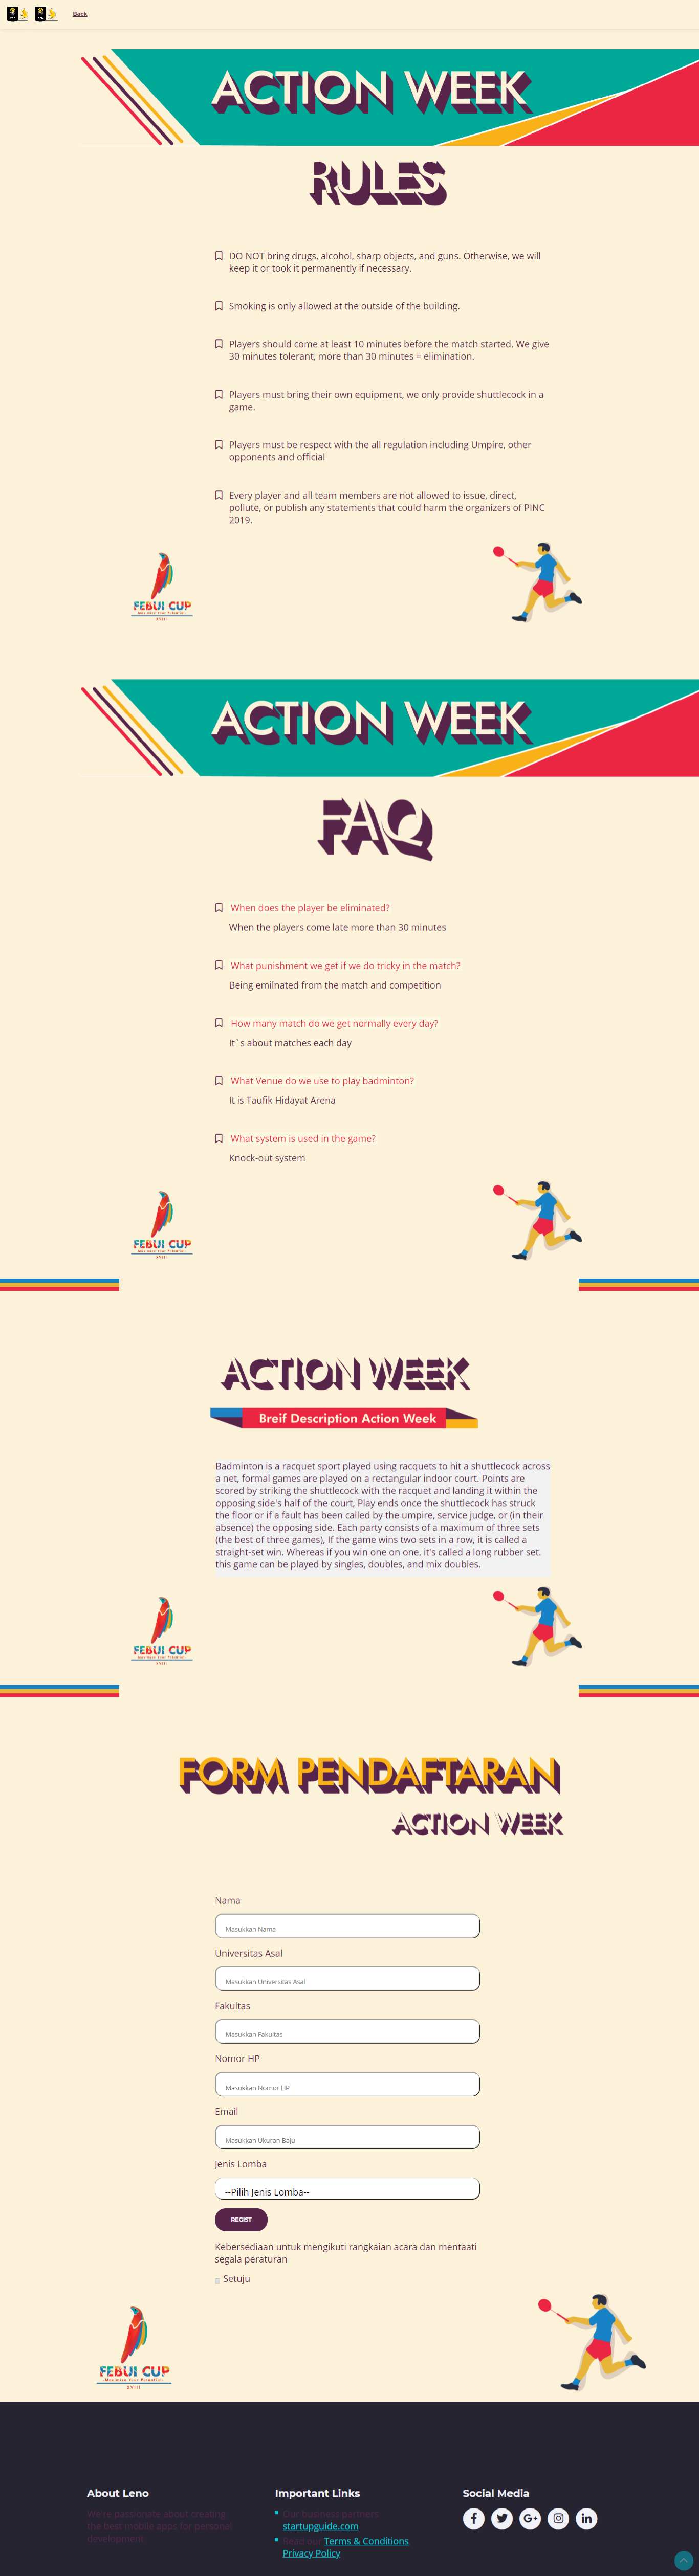 Back
ACTION WEEK
RULES
DO NOT bring drugs, alcohol, sharp objects, and guns. Otherwise, we will
keep it or took it permanently if necessary.
Smoking is only allowed at the outside of the building.
Players should come at least 10 minutes before the match started. We give
30 minutes tolerant, more than 30 minutes = elimination.
Players must bring their own equipment, we only provide shuttlecock in a
game.
Players must be respect with the all regulation including Umpire, other
opponents and official
Every player and all team members are not allowed to issue, direct,
pollute, or publish any statements that could harm the organizers of PINC
2019.
FEBUI CUP
-Maximize Your Potential-
XVIII
ACTION WEEK
FAQ
When does the player be eliminated?
When the players come late more than 30 minutes
What punishment we get if we do tricky in the match?
Being emilnated from the match and competition
How many match do we get normally every day?
It`s about matches each day
What Venue do we use to play badminton?
It is Taufik Hidayat Arena
What system is used in the game?
Knock-out system
FEBUI CUP
-Maximize Your Potential-
XVIII
ACTION WEEK
Breif Description Action Week
Badminton is a racquet sport played using racquets to hit a shuttlecock across
a net, formal games are played on a rectangular indoor court. Points are
scored by striking the shuttlecock with the racquet and landing it within the
opposing side's half of the court, Play ends once the shuttlecock has struck
the floor or if a fault has been called by the umpire, service judge, or (in their
absence) the opposing side. Each party consists of a maximum of three sets
(the best of three games), If the game wins two sets in a row, it is called a
straight-set win. Whereas if you win one on one, it's called a long rubber set.
this game can be played by singles, doubles, and mix doubles.
FEBUI CUP
-Maximize Your Potential-
XVIII
FORM PENDAFTARAN
ACTION WEEK
Nama
Masukkan Nama
Universitas Asal
Masukkan Universitas Asal
Fakultas
Masukkan Fakultas
Nomor HP
Masukkan Nomor HP
Email
Masukkan Ukuran Baju
Jenis Lomba
--Pilih Jenis Lomba--
REGIST
Kebersediaan untuk mengikuti rangkaian acara dan mentaati
segala peraturan
Setuju
FEBUI CUP
-Maximize Your Potential-
XVIII
About Leno
We're passionate about creating
the best mobile apps for personal
development
Important Links
Our business partners
startupguide.com
Read our Terms & Conditions,
Privacy Policy
Social Media